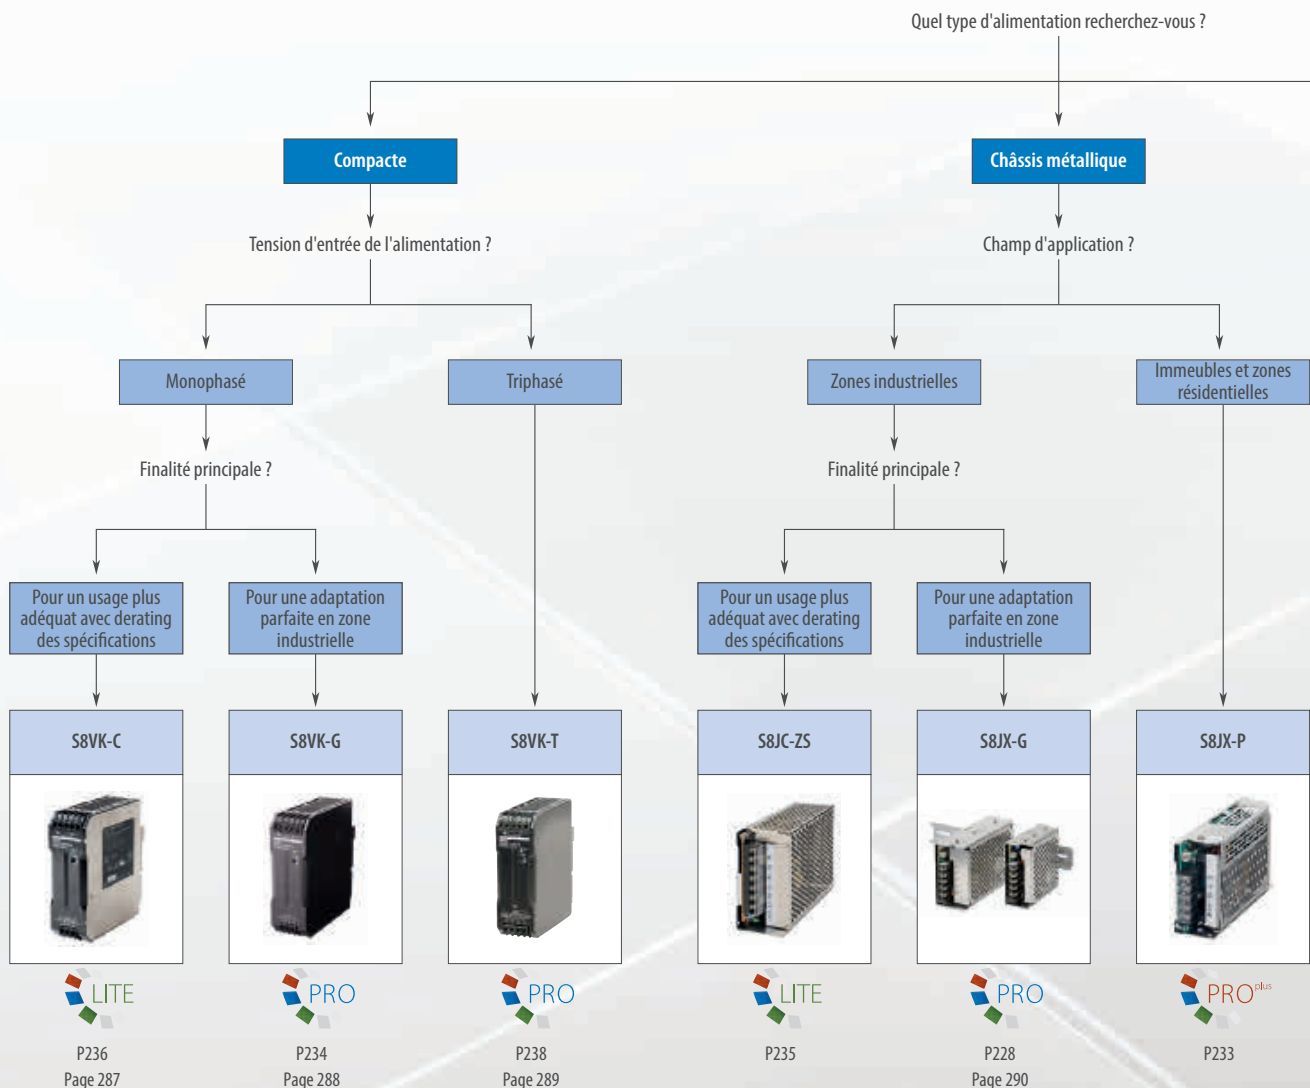 Quel type d'alimentation recherchez-vous ?
Compacte
Châssis métallique
Tension d'entrée de l'alimentation ?
Champ d'application ?
Monophasé
Triphasé
Zones industrielles
Immeubles et zones
résidentielles
Finalité principale ?
Finalité principale ?
Pour un usage plus
adéquat avec derating
des spécifications
Pour une adaptation
parfaite en zone
industrielle
Pour un usage plus
adéquat avec derating
des spécifications
Pour une adaptation
parfaite en zone
industrielle
S8VK-C
S8VK-G
S8VK-T
S8JC-ZS
S8JX-G
S8JX-P
LITE
PRO
PRO
LITE
PRO
PRO plus
P236
P234
P238
P235
P228
P233
Page 287
Page 288
Page 289
Page 290